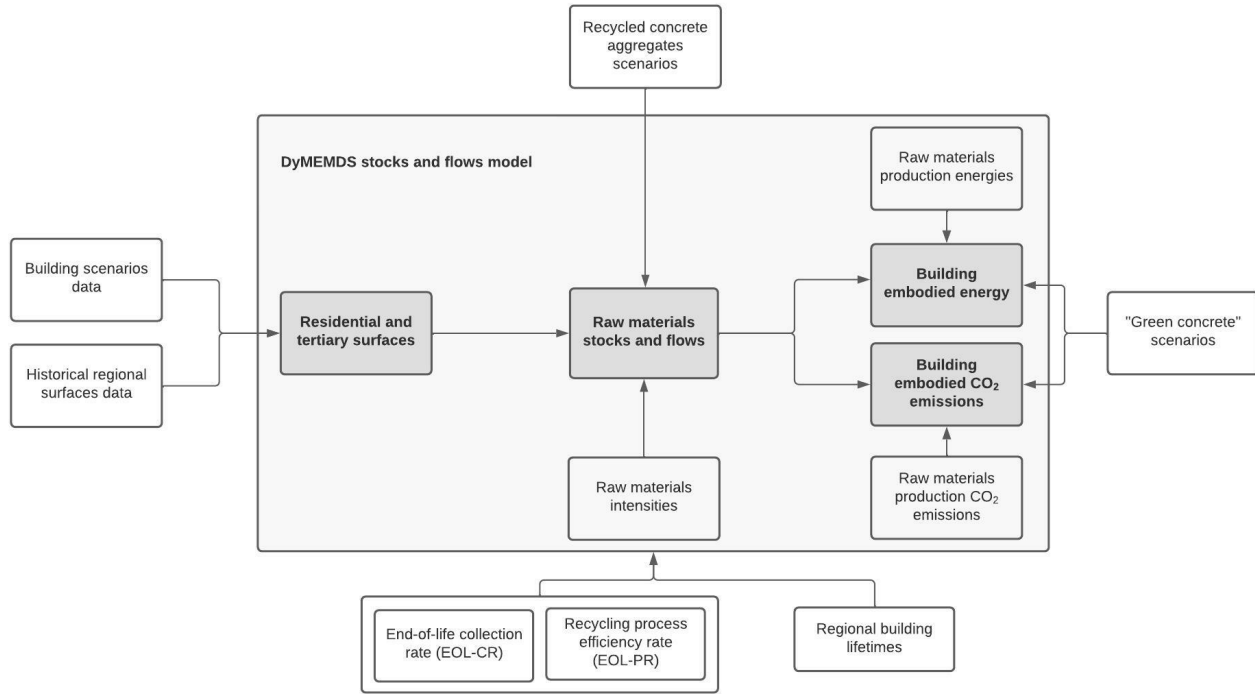 Recycled concrete
aggregates
scenarios
DyMEMDS stocks and flows model
Raw materials
production energies
Building scenarios
data
Historical regional
surfaces data
Residential and
tertiary surfaces
Raw materials
stocks and flows
Building
embodied energy
Building
embodied CO₂
emissions
"Green concrete"
scenarios
Raw materials
intensities
Raw materials
production CO₂
emissions
End-of-life collection
rate (EOL-CR)
Recycling process
efficiency rate
(EOL-PR)
Regional building
lifetimes